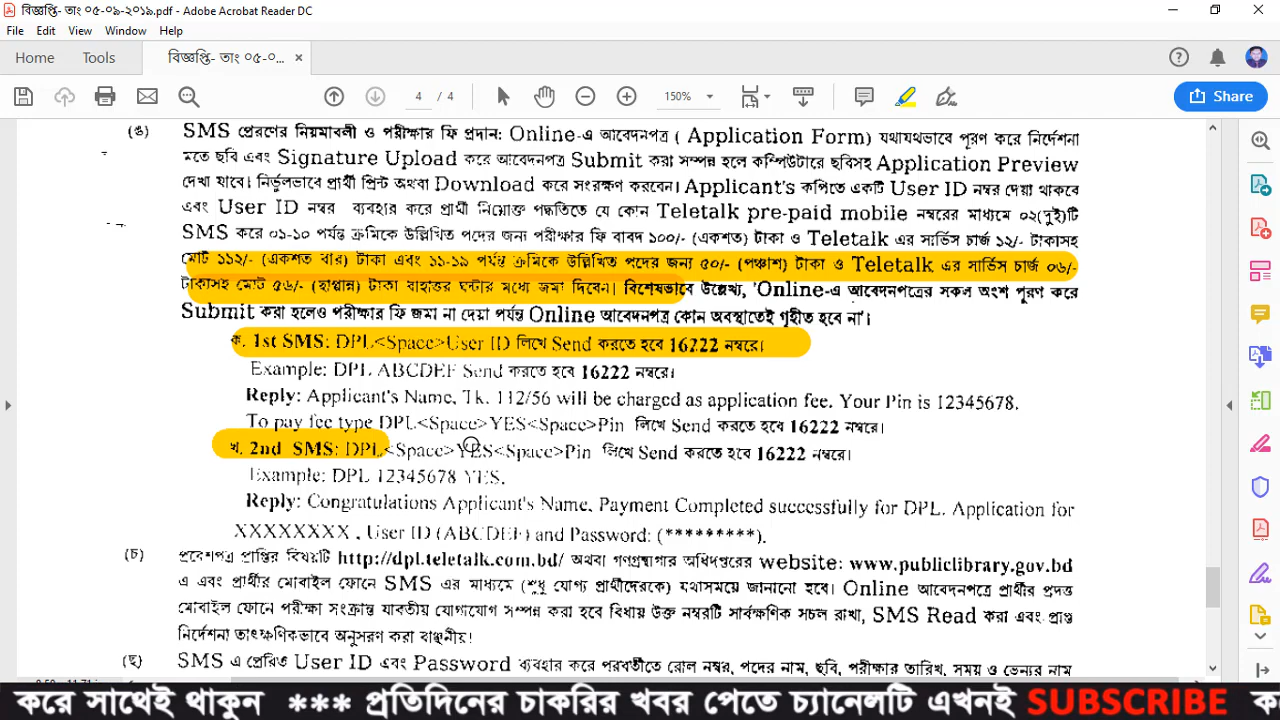 বিজ্ঞপ্তি- তাং ০৫-০৯-২০১৯.pdf - Adobe Acrobat Reader DC
File Edit View Window Help
Home Tools বিজ্ঞপ্তি- তাং ০৫-০... ×
4 / 4 150% Share
(ঙ) SMS প্রেরণের নিয়মাবলী ও পরীক্ষার ফি প্রদান: Online-এ আবেদনপত্র ( Application Form) যথাযথভাবে পূরণ করে নির্দেশনা
মতে ছবি এবং Signature Upload করে আবেদনপত্র Submit করা সম্পন্ন হলে কম্পিউটারে ছবিসহ Application Preview
দেখা যাবে। নির্ভুলভাবে প্রার্থী প্রিন্ট অথবা Download করে সংরক্ষণ করবেন। Applicant's কপিতে একটি User ID নম্বর দেয়া থাকবে
এবং User ID নম্বর ব্যবহার করে প্রার্থী নিম্নোক্ত পদ্ধতিতে যে কোন Teletalk pre-paid mobile নম্বরের মাধ্যমে ০২(দুই)টি
SMS করে ০১-১০ পর্যন্ত ক্রমিকে উল্লিখিত পদের জন্য পরীক্ষার ফি বাবদ ১০০/- (একশত) টাকা ও Teletalk এর সার্ভিস চার্জ ১২/- টাকাসহ
মোট ১১২/- (একশত বার) টাকা এবং ১১-১৯ পর্যন্ত ক্রমিকে উল্লিখিত পদের জন্য ৫০/- (পঞ্চাশ) টাকা ও Teletalk এর সার্ভিস চার্জ ০৬/-
টাকাসহ মোট ৫৬/- (ছাপ্পান্ন) টাকা বাহাত্তর ঘন্টার মধ্যে জমা দিবেন। বিশেষভাবে উল্লেখ্য, 'Online-এ আবেদনপত্রের সকল অংশ পূরণ করে
Submit করা হলেও পরীক্ষার ফি জমা না দেয়া পর্যন্ত Online আবেদনপত্র কোন অবস্থাতেই গৃহীত হবে না'।
ক. 1st SMS: DPL<Space>User ID লিখে Send করতে হবে 16222 নম্বরে।
Example: DPL ABCDEF Send করতে হবে 16222 নম্বরে।
Reply: Applicant's Name, Tk. 112/56 will be charged as application fee. Your Pin is 12345678.
To pay fee type DPL<Space>YES<Space>Pin লিখে Send করতে হবে 16222 নম্বরে।
খ. 2nd SMS: DPL<Space>YES<Space>Pin লিখে Send করতে হবে 16222 নম্বরে।
Example: DPL 12345678 YES.
Reply: Congratulations Applicant's Name, Payment Completed successfully for DPL. Application for
XXXXXXXX , User ID (ABCDEF) and Password: (*********).
(চ) প্রবেশপত্র প্রাপ্তির বিষয়টি http://dpl.teletalk.com.bd/ অথবা গণগ্রন্থাগার অধিদপ্তরের website: www.publiclibrary.gov.bd
এ এবং প্রার্থীর মোবাইল ফোনে SMS এর মাধ্যমে (শুধু যোগ্য প্রার্থীদেরকে) যথাসময়ে জানানো হবে। Online আবেদনপত্রে প্রার্থীর প্রদত্ত
মোবাইল ফোনে পরীক্ষা সংক্রান্ত যাবতীয় যোগাযোগ সম্পন্ন করা হবে বিধায় উক্ত নম্বরটি সার্বক্ষণিক সচল রাখা, SMS Read করা এবং প্রাপ্ত
নির্দেশনা তাৎক্ষণিকভাবে অনুসরণ করা বাঞ্ছনীয়।
(ছ) SMS এ প্রেরিত User ID এবং Password ব্যবহার করে পরবর্তীতে রোল নম্বর, পদের নাম, ছবি, পরীক্ষার তারিখ, সময় ও ভেন্যুর নাম
করে সাথেই থাকুন *** প্রতিদিনের চাকরির খবর পেতে চ্যানেলটি এখনই SUBSCRIBE ক